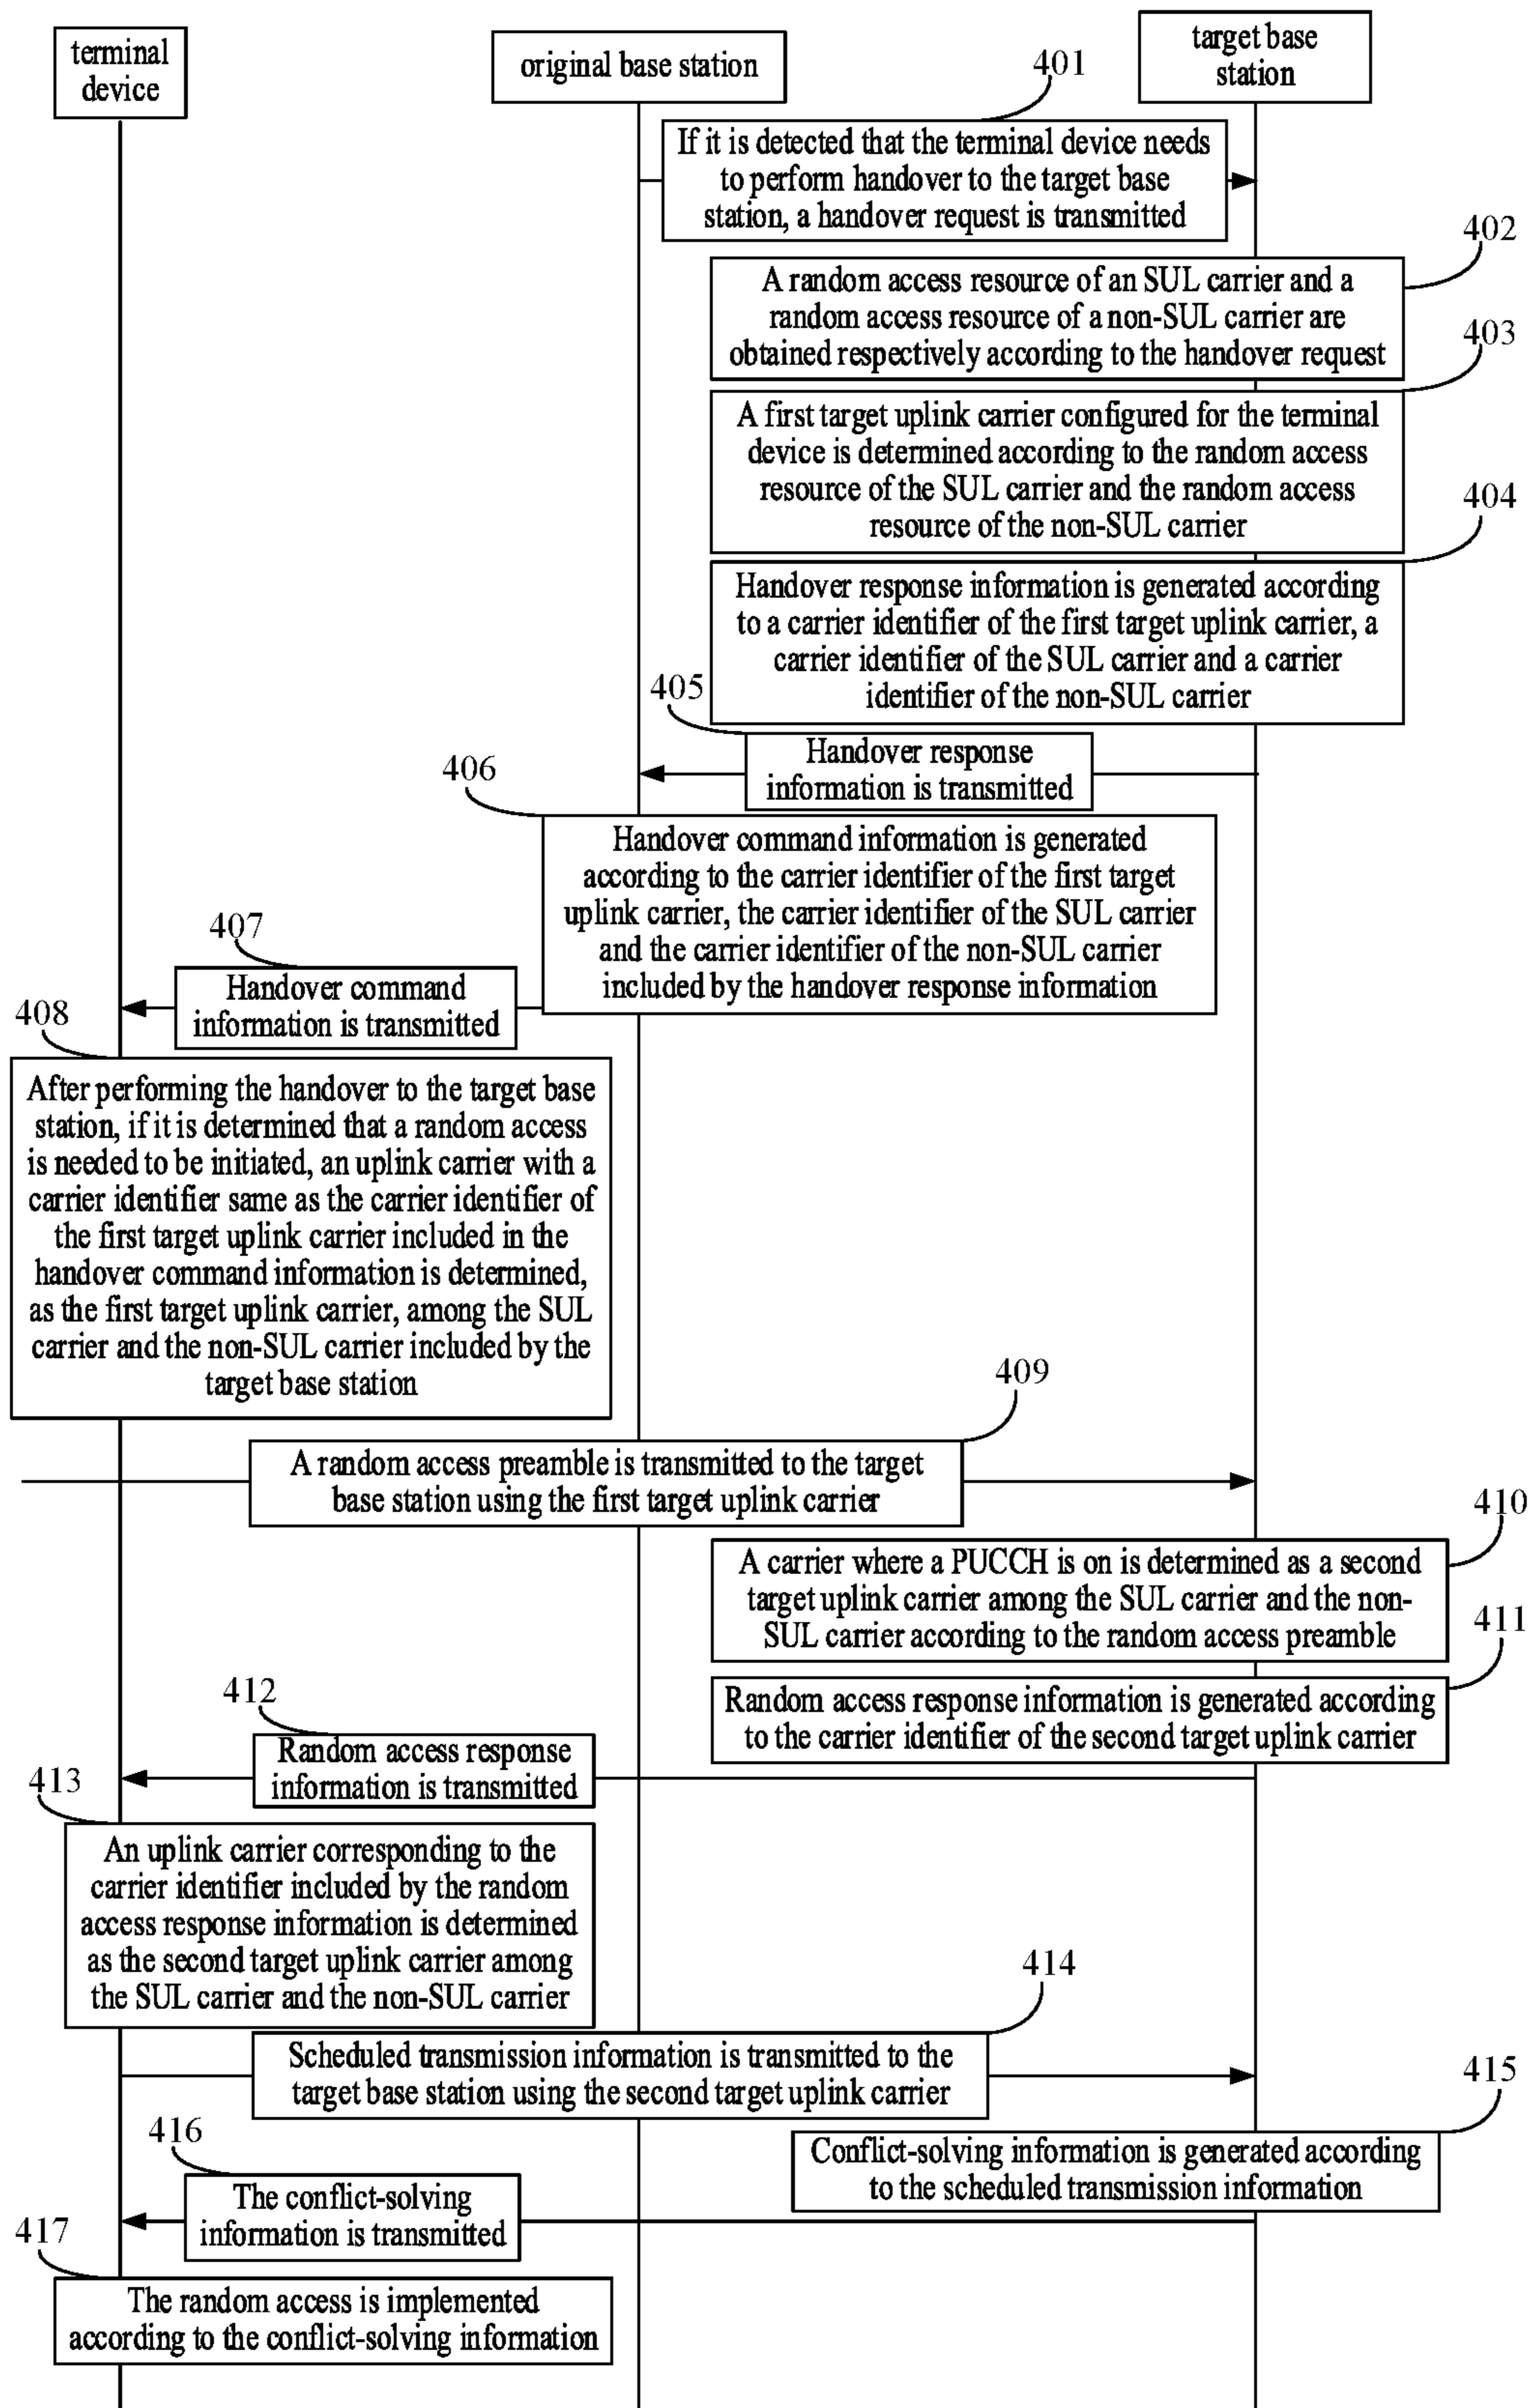 terminal
device
original base station
target base
station
401
If it is detected that the terminal device needs
to perform handover to the target base
station, a handover request is transmitted
402
A random access resource of an SUL carrier and a
random access resource of a non-SUL carrier are
obtained respectively according to the handover request
403
A first target uplink carrier configured for the terminal
device is determined according to the random access
resource of the SUL carrier and the random access
resource of the non-SUL carrier
404
Handover response information is generated according
to a carrier identifier of the first target uplink carrier, a
carrier identifier of the SUL carrier and a carrier
identifier of the non-SUL carrier
405
Handover response
information is transmitted
406
Handover command information is generated
according to the carrier identifier of the first target
uplink carrier, the carrier identifier of the SUL carrier
and the carrier identifier of the non-SUL carrier
included by the handover response information
407
Handover command
information is transmitted
408
After performing the handover to the target base
station, if it is determined that a random access
is needed to be initiated, an uplink carrier with a
carrier identifier same as the carrier identifier of
the first target uplink carrier included in the
handover command information is determined,
as the first target uplink carrier, among the SUL
carrier and the non-SUL carrier included by the
target base station
409
A random access preamble is transmitted to the target
base station using the first target uplink carrier
410
A carrier where a PUCCH is on is determined as a second
target uplink carrier among the SUL carrier and the non-
SUL carrier according to the random access preamble
411
Random access response information is generated according
to the carrier identifier of the second target uplink carrier
412
Random access response
information is transmitted
413
An uplink carrier corresponding to the
carrier identifier included by the random
access response information is determined
as the second target uplink carrier among
the SUL carrier and the non-SUL carrier
414
Scheduled transmission information is transmitted to the
target base station using the second target uplink carrier
415
Conflict-solving information is generated according
to the scheduled transmission information
416
The conflict-solving
information is transmitted
417
The random access is implemented
according to the conflict-solving information